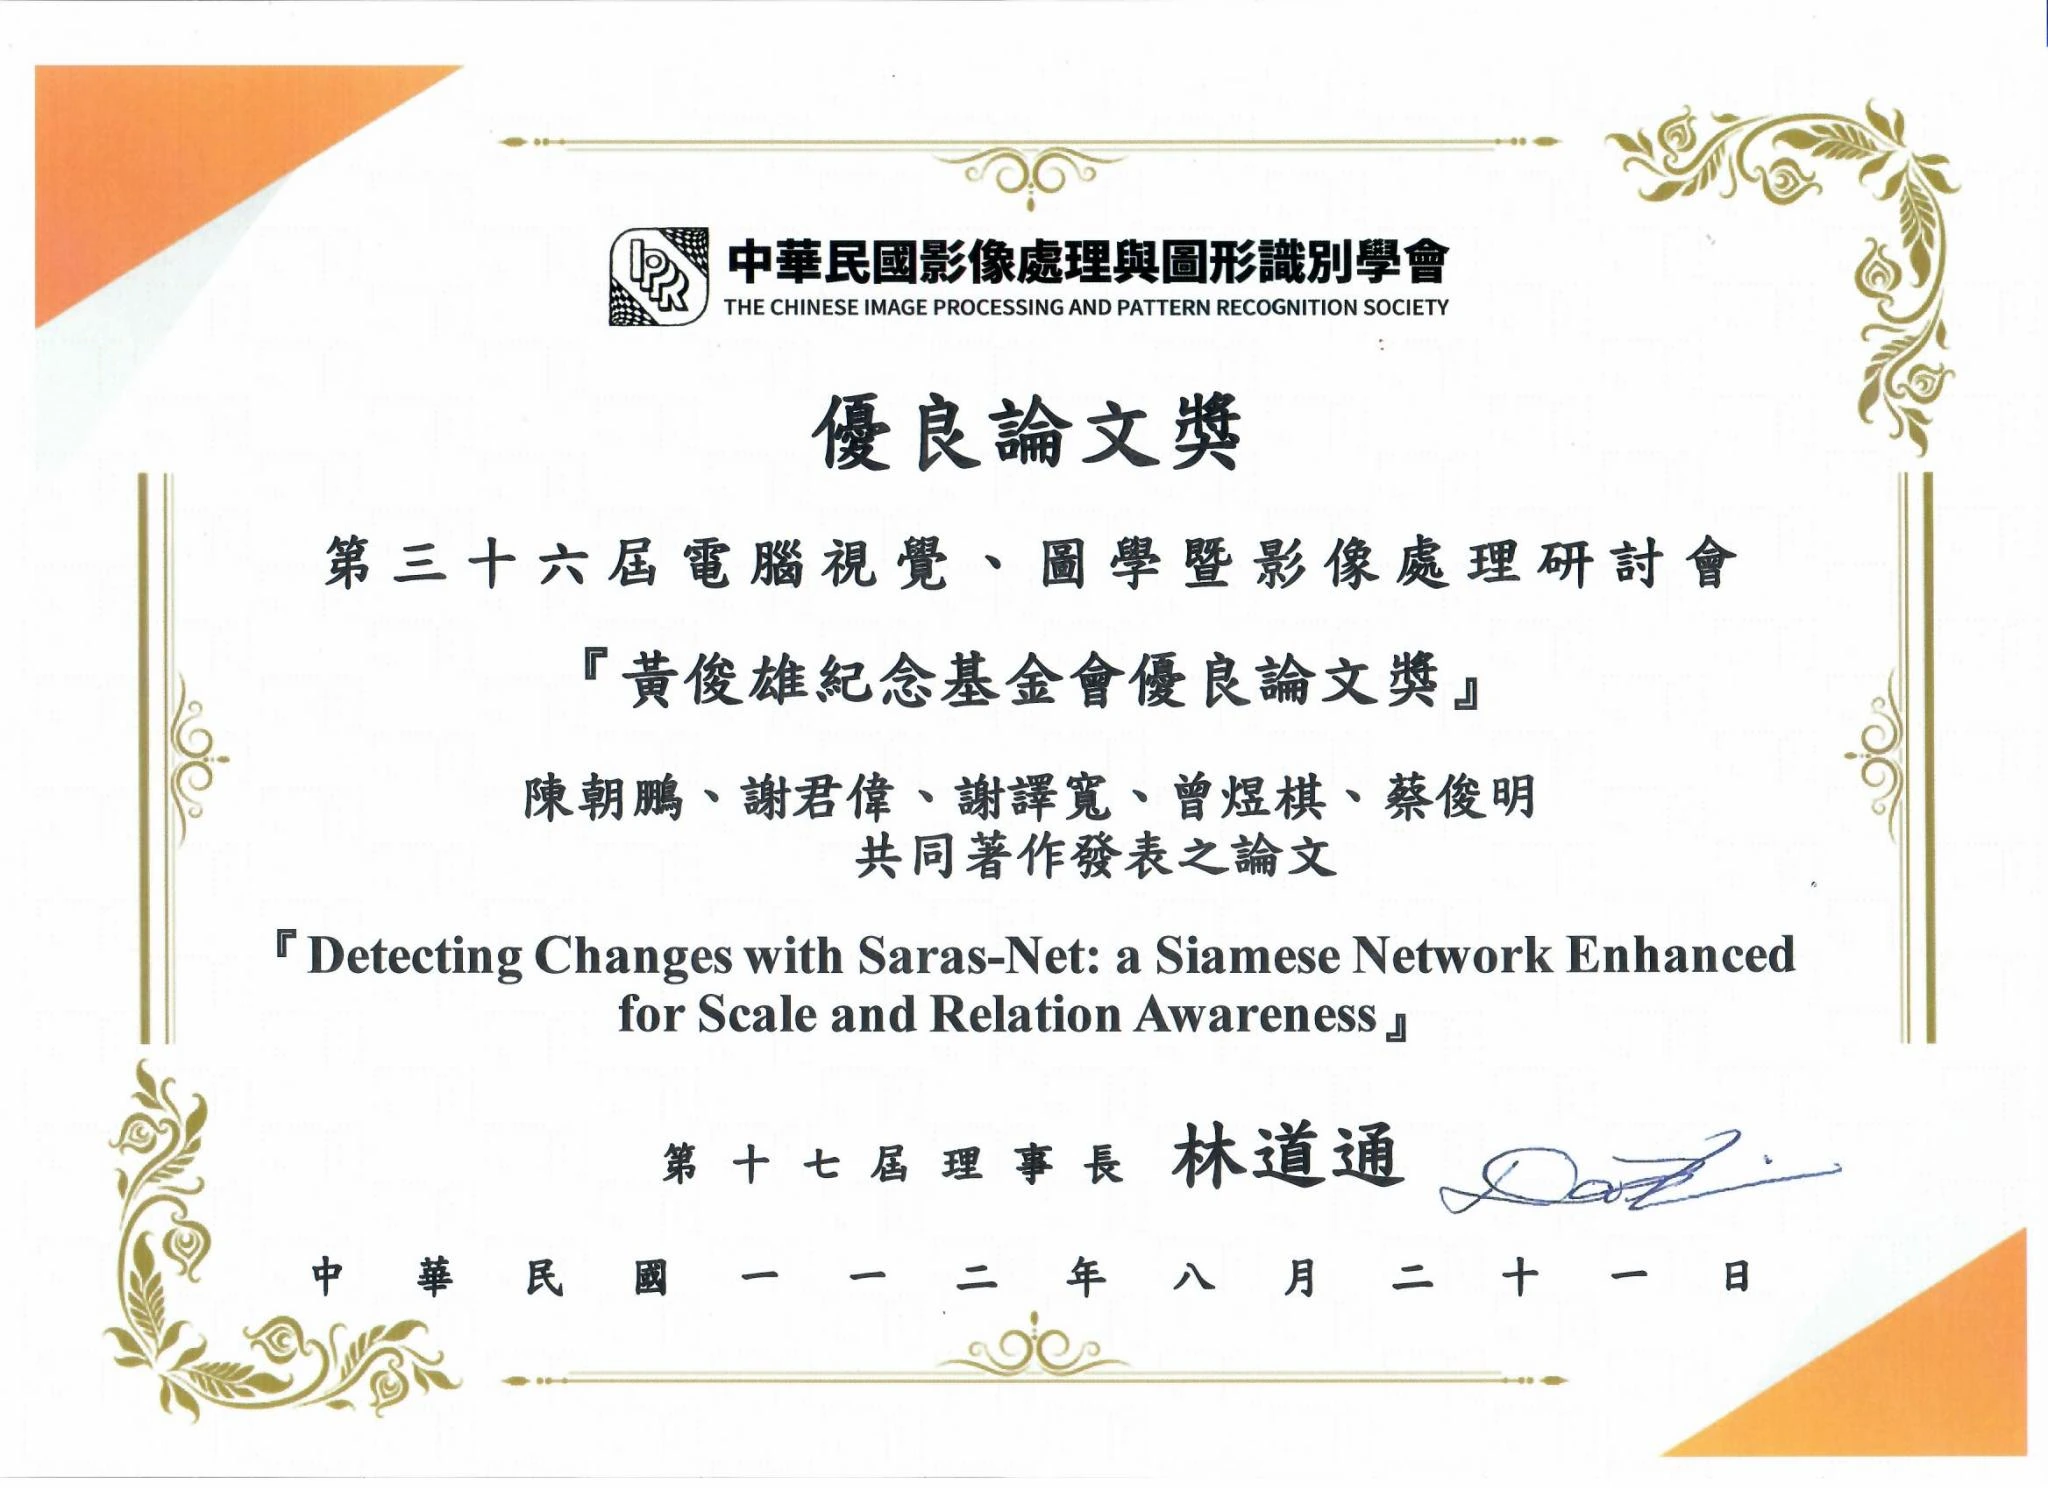 IPPR
中華民國影像處理與圖形識別學會
THE CHINESE IMAGE PROCESSING AND PATTERN RECOGNITION SOCIETY
優良論文獎
第三十六屆電腦視覺、圖學暨影像處理研討會
『黃俊雄紀念基金會優良論文獎』
陳朝鵬、謝君偉、謝譯寬、曾煜棋、蔡俊明
共同著作發表之論文
『Detecting Changes with Saras-Net: a Siamese Network Enhanced
for Scale and Relation Awareness』
第十七屆理事長 林道通
中華民國一一二年八月二十一日